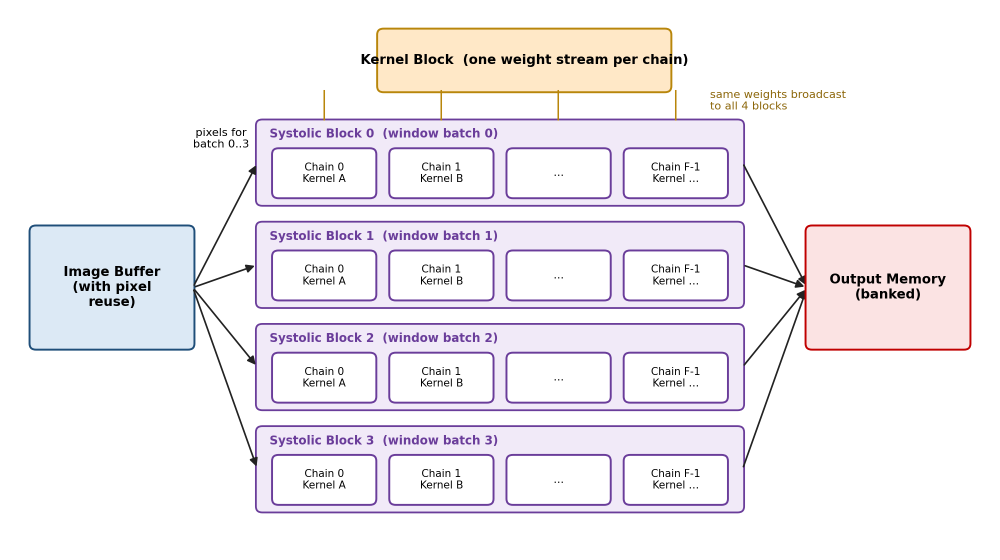 Kernel Block (one weight stream per chain)
same weights broadcast
to all 4 blocks
pixels for
batch 0..3
Systolic Block 0 (window batch 0)
Chain 0
Kernel A
Chain 1
Kernel B
...
Chain F-1
Kernel ...
Systolic Block 1 (window batch 1)
Chain 0
Kernel A
Chain 1
Kernel B
...
Chain F-1
Kernel ...
Image Buffer
(with pixel
reuse)
Output Memory
(banked)
Systolic Block 2 (window batch 2)
Chain 0
Kernel A
Chain 1
Kernel B
...
Chain F-1
Kernel ...
Systolic Block 3 (window batch 3)
Chain 0
Kernel A
Chain 1
Kernel B
...
Chain F-1
Kernel ...